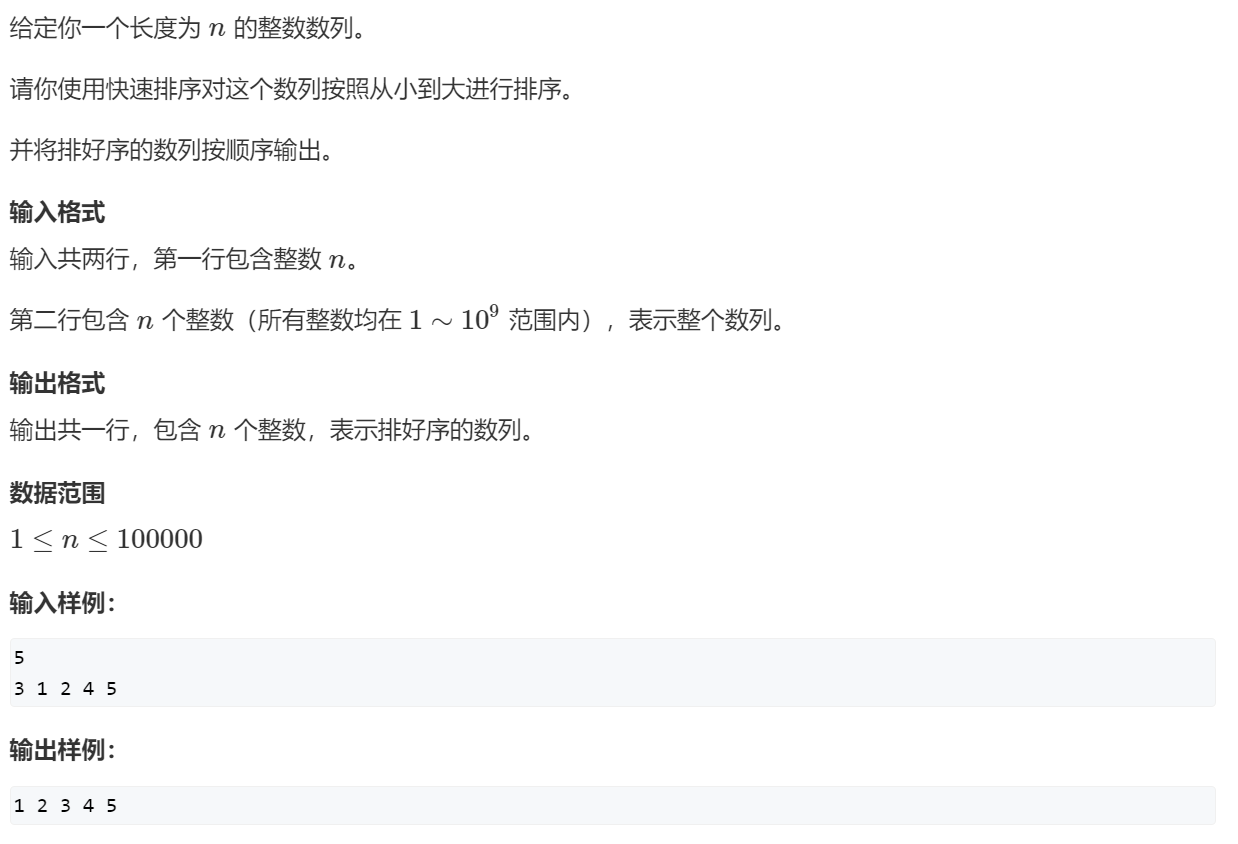 给定你一个长度为 n 的整数数列。
请你使用快速排序对这个数列按照从小到大进行排序。
并将排好序的数列按顺序输出。
输入格式
输入共两行，第一行包含整数 n。
第二行包含 n 个整数（所有整数均在 1 ∼ 10⁹ 范围内），表示整个数列。
输出格式
输出共一行，包含 n 个整数，表示排好序的数列。
数据范围
1 ≤ n ≤ 100000
输入样例：
5
3 1 2 4 5
输出样例：
1 2 3 4 5